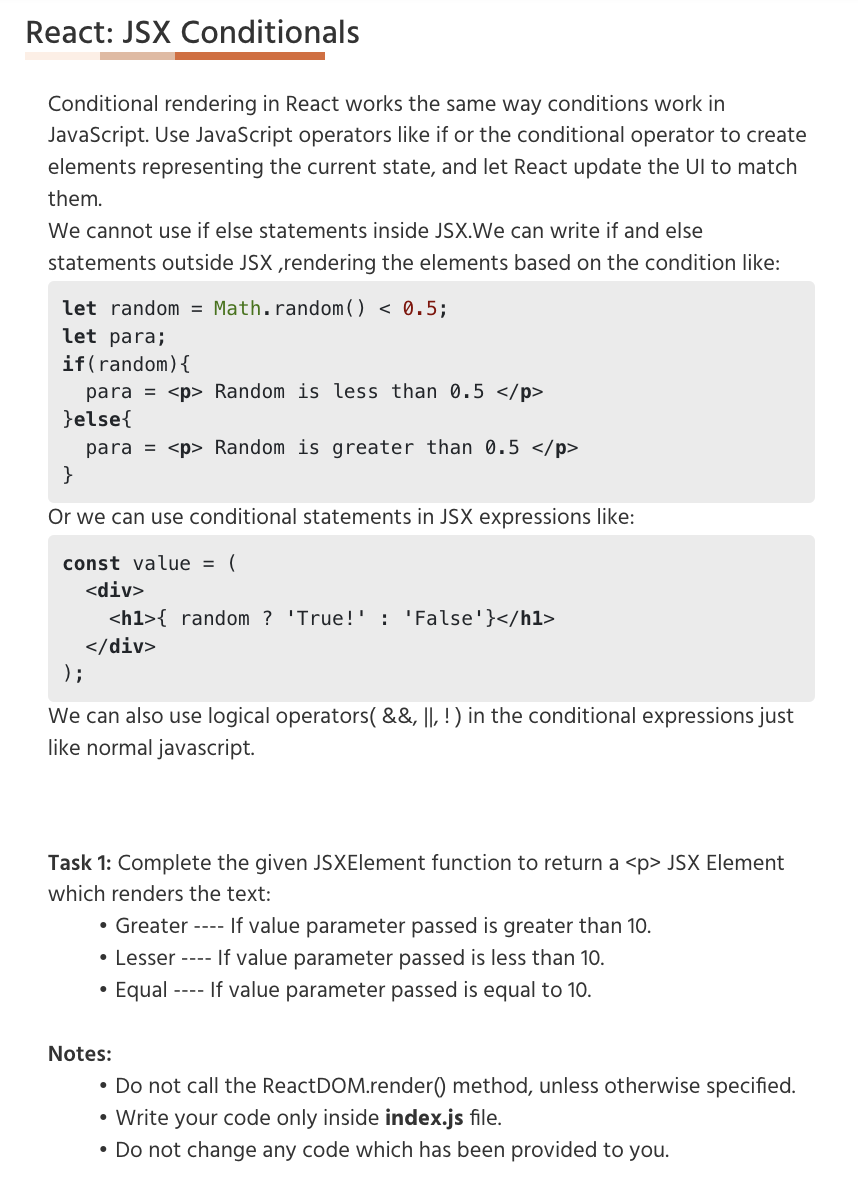 React: JSX Conditionals
Conditional rendering in React works the same way conditions work in
JavaScript. Use JavaScript operators like if or the conditional operator to create
elements representing the current state, and let React update the UI to match
them.
We cannot use if else statements inside JSX.We can write if and else
statements outside JSX ,rendering the elements based on the condition like:
let random = Math.random() < 0.5;
let para;
if(random){
  para = <p> Random is less than 0.5 </p>
}else{
  para = <p> Random is greater than 0.5 </p>
}
Or we can use conditional statements in JSX expressions like:
const value = (
  <div>
    <h1>{ random ? 'True!' : 'False'}</h1>
  </div>
);
We can also use logical operators( &&, ||, ! ) in the conditional expressions just
like normal javascript.
Task 1: Complete the given JSXElement function to return a <p> JSX Element
which renders the text:
• Greater ---- If value parameter passed is greater than 10.
• Lesser ---- If value parameter passed is less than 10.
• Equal ---- If value parameter passed is equal to 10.
Notes:
• Do not call the ReactDOM.render() method, unless otherwise specified.
• Write your code only inside index.js file.
• Do not change any code which has been provided to you.